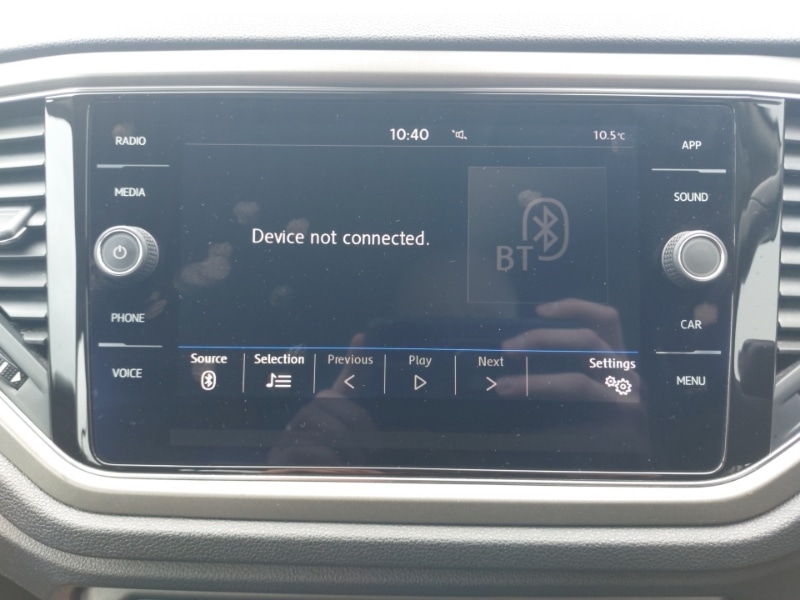 10:40 10.5°C
RADIO
MEDIA
PHONE
VOICE
Device not connected.
BT
Source Selection Previous Play Next Settings
APP
SOUND
CAR
MENU